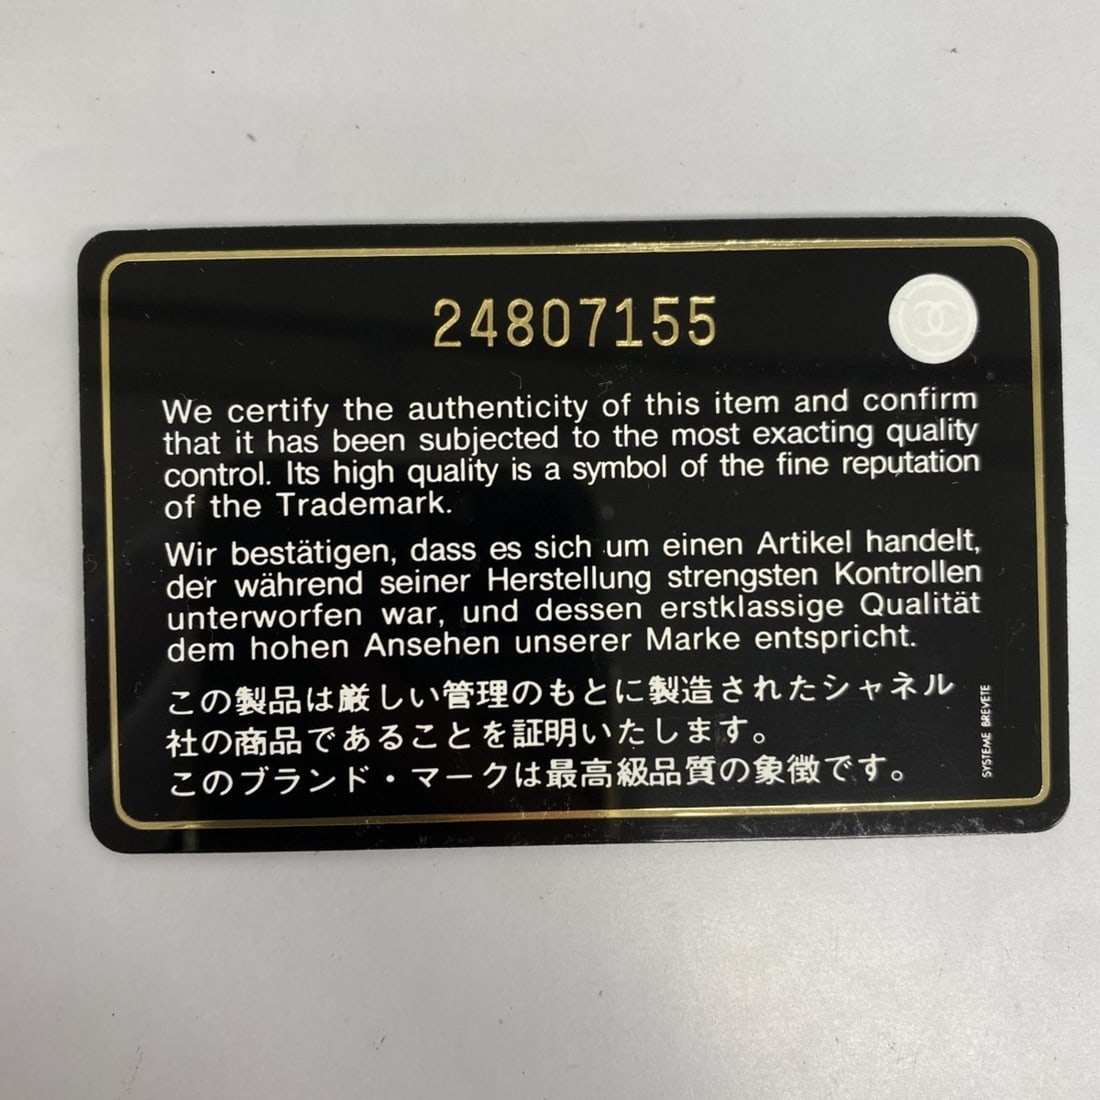 24807155
We certify the authenticity of this item and confirm
that it has been subjected to the most exacting quality
control. Its high quality is a symbol of the fine reputation
of the Trademark.
Wir bestätigen, dass es sich um einen Artikel handelt,
der während seiner Herstellung strengsten Kontrollen
unterworfen war, und dessen erstklassige Qualität
dem hohen Ansehen unserer Marke entspricht.
この製品は厳しい管理のもとに製造されたシャネル
社の商品であることを証明いたします。
このブランド・マークは最高級品質の象徴です。
SYSTEME BREVETE